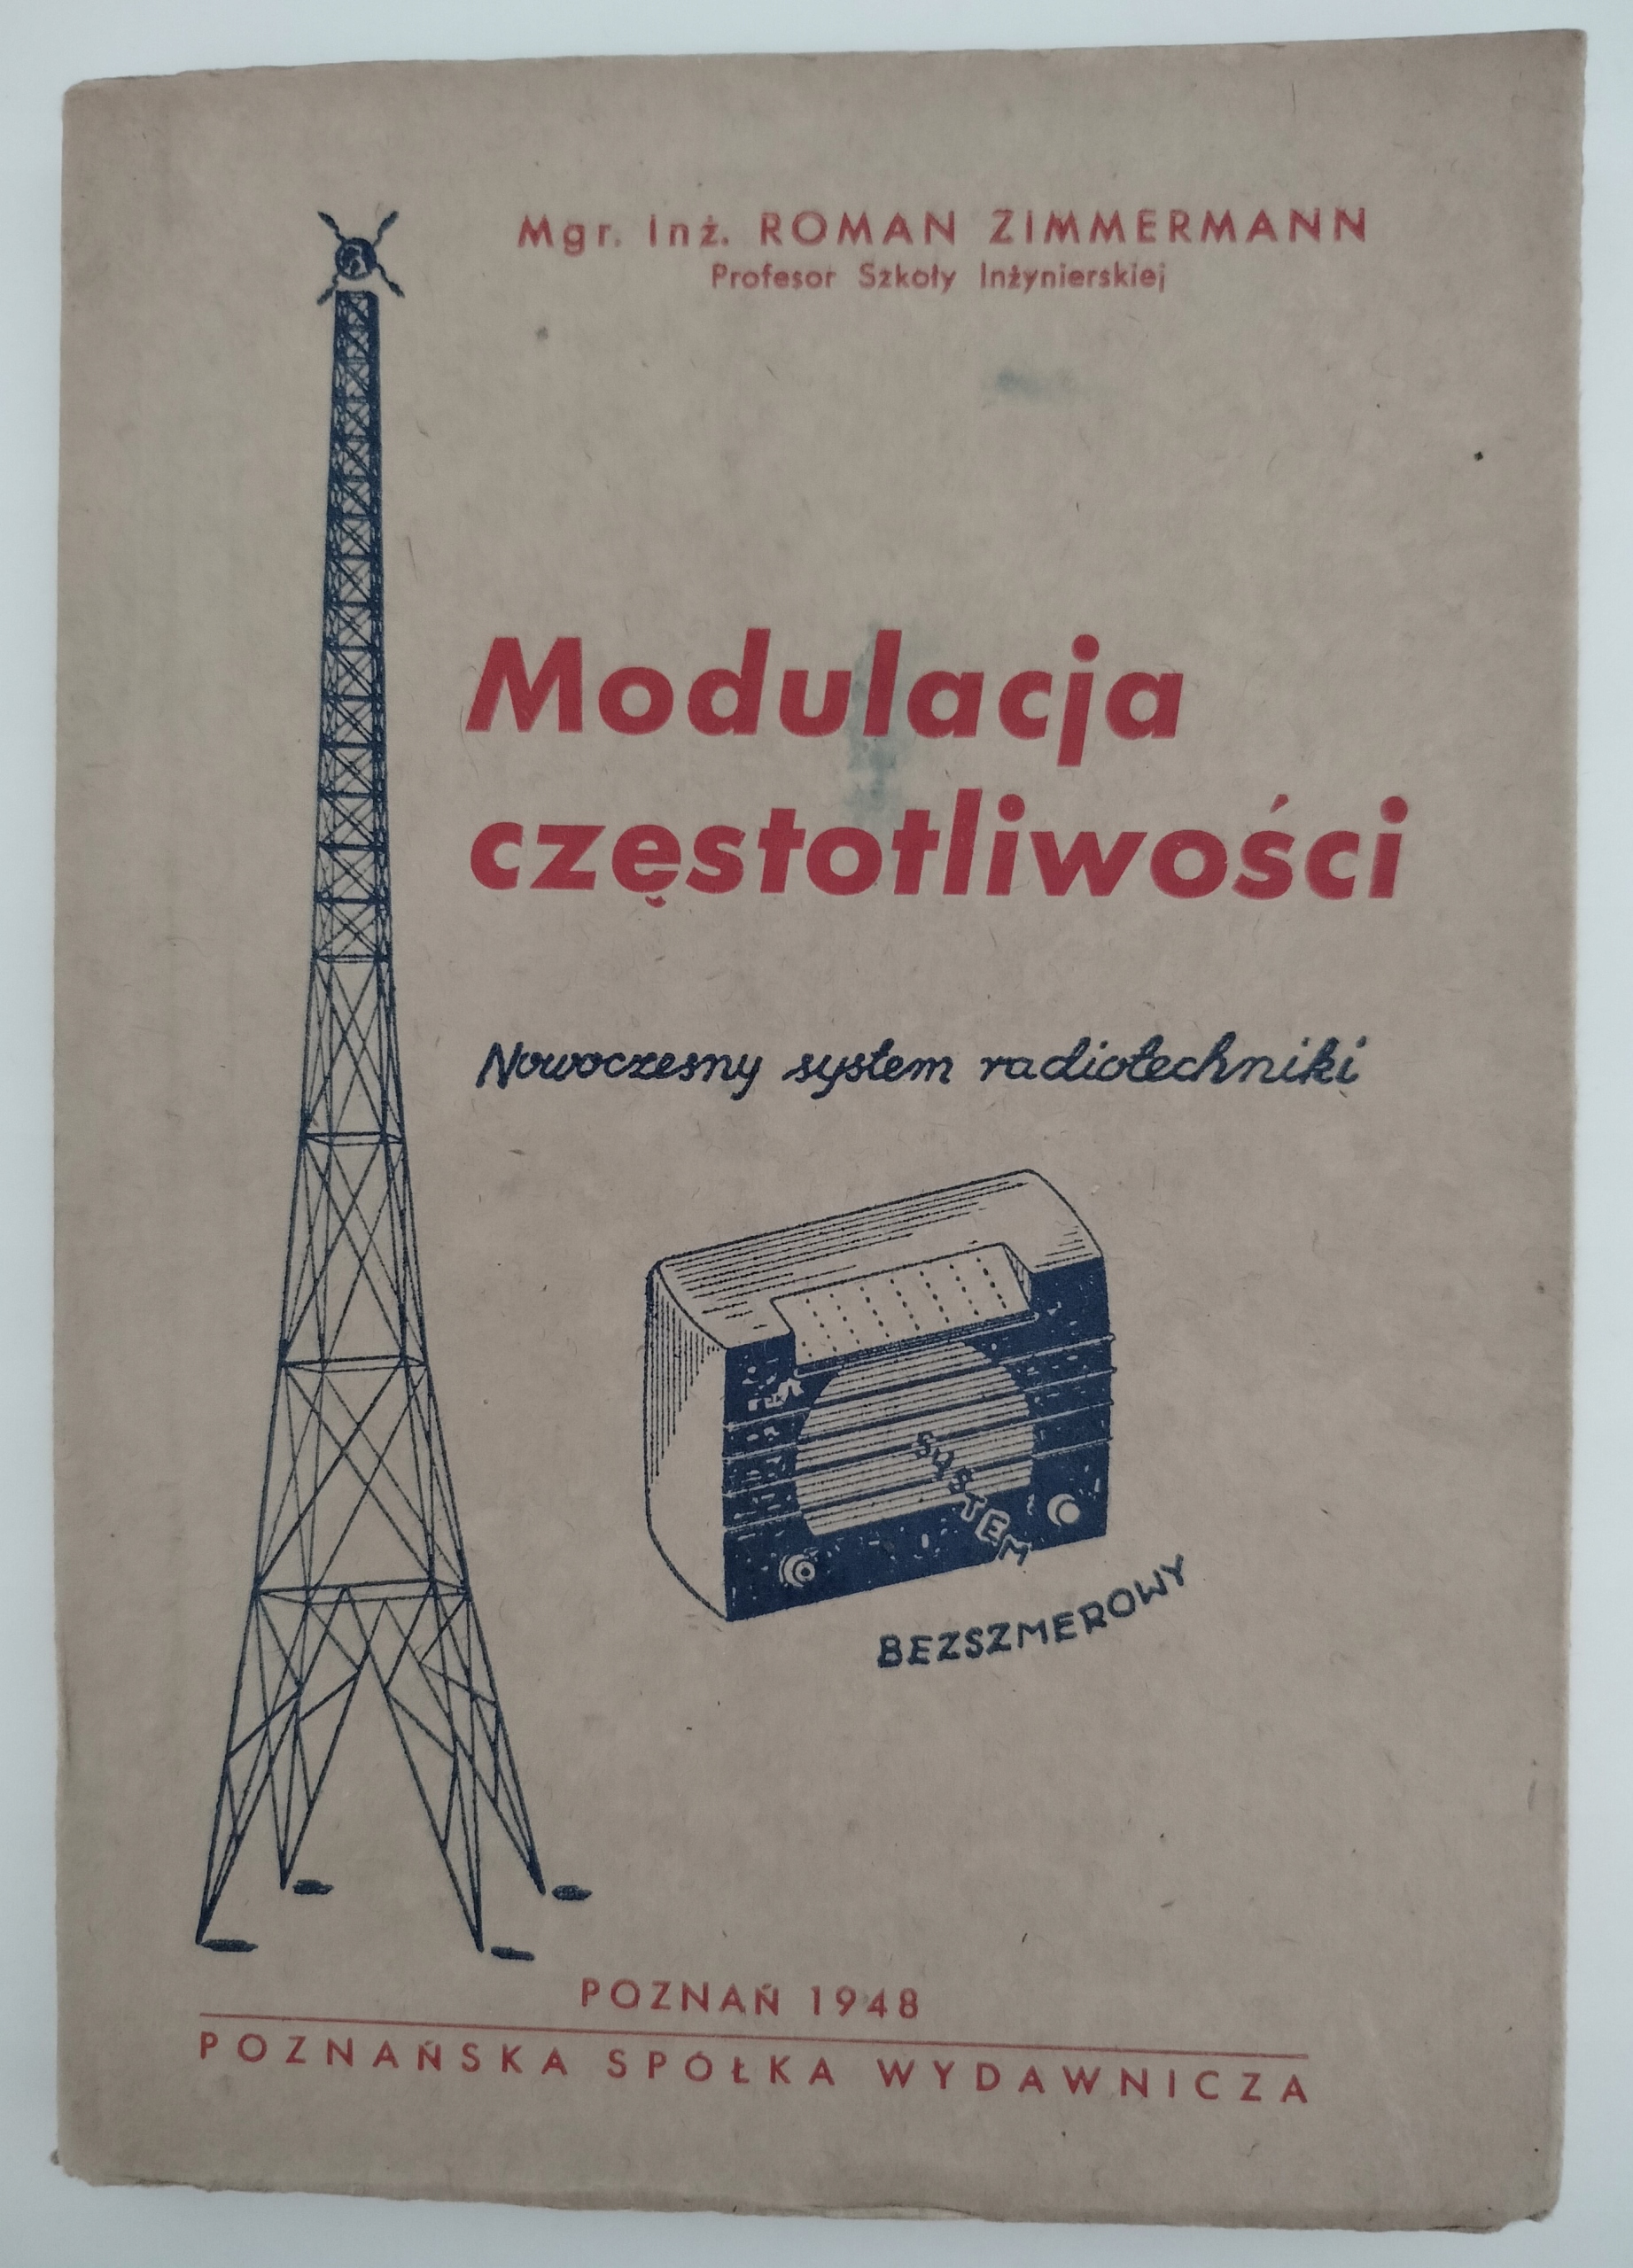 Mgr. Inż. ROMAN ZIMMERMANN
Profesor Szkoły Inżynierskiej
Modulacja
częstotliwości
Nowoczesny system radiotechniki
SYSTEM
BEZSZMEROWY
POZNAŃ 1948
POZNAŃSKA SPÓŁKA WYDAWNICZA